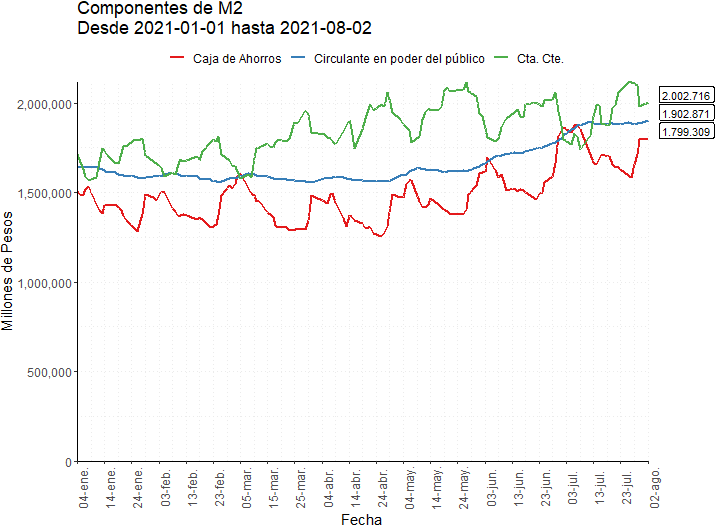 Componentes de M2
Desde 2021-01-01 hasta 2021-08-02
Caja de Ahorros Circulante en poder del público Cta. Cte.
Millones de Pesos
2,000,000
1,500,000
1,000,000
500,000
0
2.002.716
1.902.871
1.799.309
04-ene.
14-ene.
24-ene.
03-feb.
13-feb.
23-feb.
05-mar.
15-mar.
25-mar.
04-abr.
14-abr.
24-abr.
04-may.
14-may.
24-may.
03-jun.
13-jun.
23-jun.
03-jul.
13-jul.
23-jul.
02-ago.
Fecha